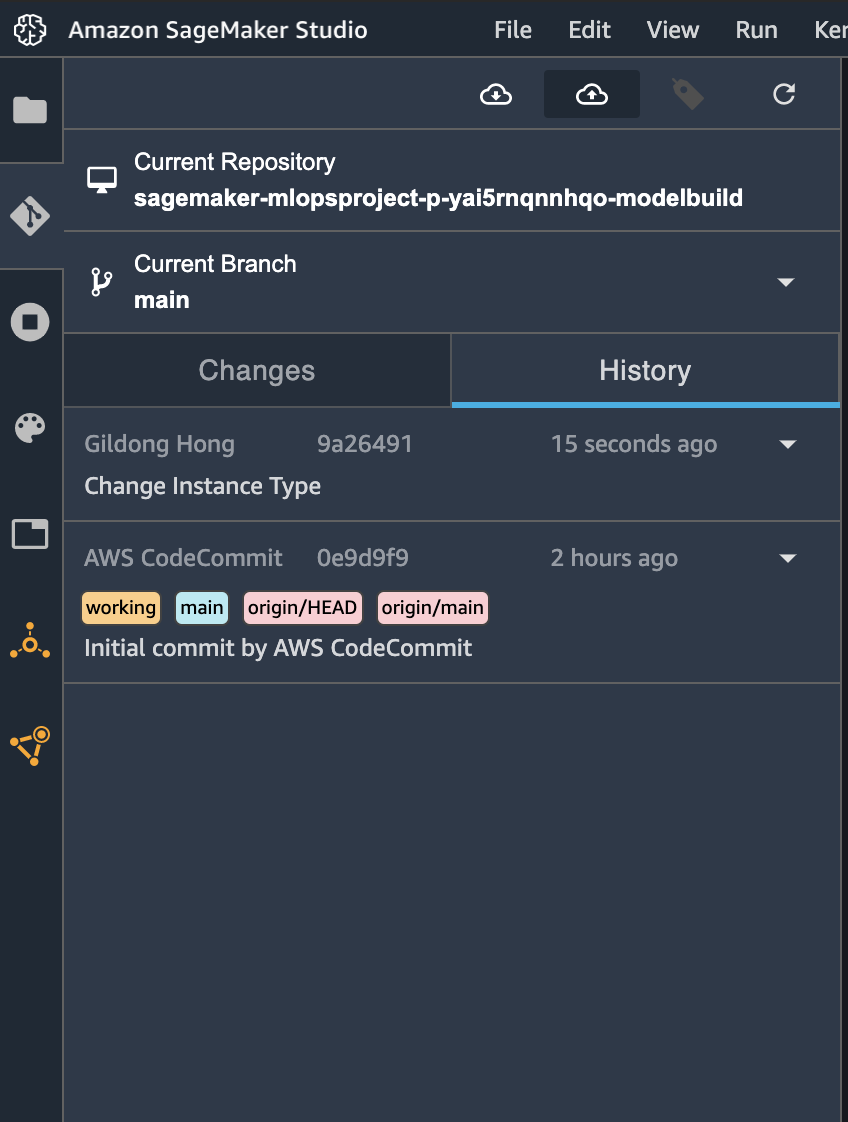 Amazon SageMaker Studio File Edit View Run Ker
Current Repository
sagemaker-mlopsproject-p-yai5rnqnnhqo-modelbuild
Current Branch
main
Changes History
Gildong Hong 9a26491 15 seconds ago
Change Instance Type
AWS CodeCommit 0e9d9f9 2 hours ago
working main origin/HEAD origin/main
Initial commit by AWS CodeCommit